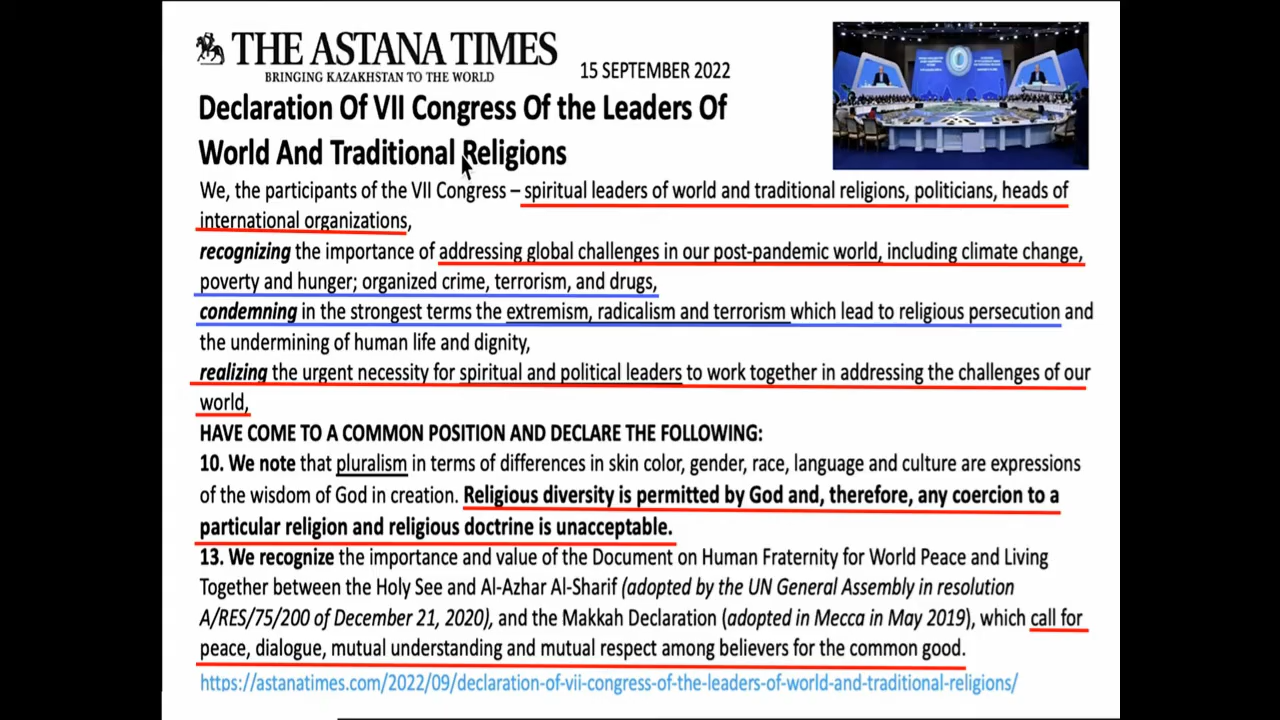 THE ASTANA TIMES
BRINGING KAZAKHSTAN TO THE WORLD
15 SEPTEMBER 2022
Declaration Of VII Congress Of the Leaders Of
World And Traditional Religions
We, the participants of the VII Congress – spiritual leaders of world and traditional religions, politicians, heads of
international organizations,
recognizing the importance of addressing global challenges in our post-pandemic world, including climate change,
poverty and hunger; organized crime, terrorism, and drugs,
condemning in the strongest terms the extremism, radicalism and terrorism which lead to religious persecution and
the undermining of human life and dignity,
realizing the urgent necessity for spiritual and political leaders to work together in addressing the challenges of our
world,
HAVE COME TO A COMMON POSITION AND DECLARE THE FOLLOWING:
10. We note that pluralism in terms of differences in skin color, gender, race, language and culture are expressions
of the wisdom of God in creation. Religious diversity is permitted by God and, therefore, any coercion to a
particular religion and religious doctrine is unacceptable.
13. We recognize the importance and value of the Document on Human Fraternity for World Peace and Living
Together between the Holy See and Al-Azhar Al-Sharif (adopted by the UN General Assembly in resolution
A/RES/75/200 of December 21, 2020), and the Makkah Declaration (adopted in Mecca in May 2019), which call for
peace, dialogue, mutual understanding and mutual respect among believers for the common good.
https://astanatimes.com/2022/09/declaration-of-vii-congress-of-the-leaders-of-world-and-traditional-religions/